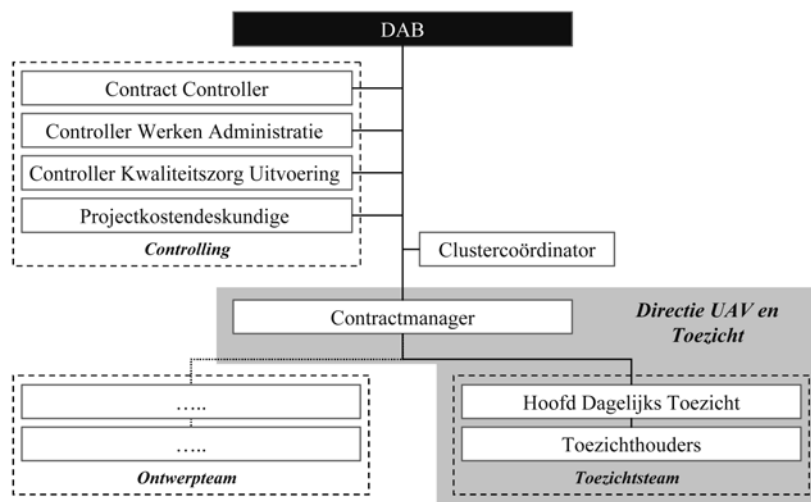 DAB
Contract Controller
Controller Werken Administratie
Controller Kwaliteitszorg Uitvoering
Projectkostendeskundige
Controlling
Clustercoördinator
Contractmanager
Directie UAV en
Toezicht
…..
…..
Ontwerpteam
Hoofd Dagelijks Toezicht
Toezichthouders
Toezichtsteam